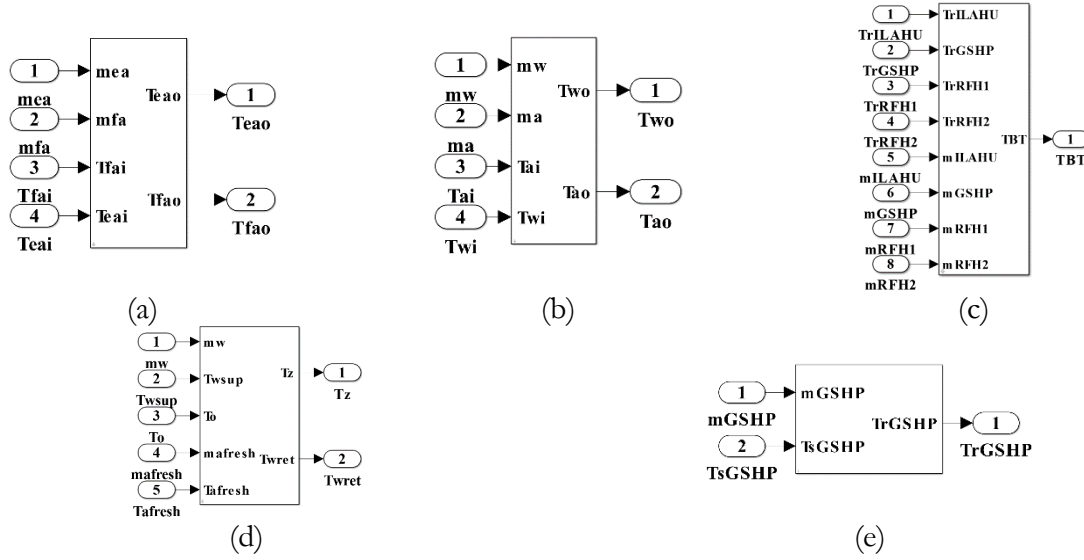 1
mea
mea
2
mfa
mfa
3
Tfai
Tfai
4
Teai
Teai
Teao
1
Teao
Tfao
2
Tfao
(a)
1
mw
mw
2
ma
ma
3
Tai
Tai
4
Twi
Twi
Two
1
Two
Tao
2
Tao
(b)
1
TrILAHU
TrILAHU
2
TrGSHP
TrGSHP
3
TrRFH1
TrRFH1
4
TrRFH2
TrRFH2
5
mILAHU
mILAHU
6
mGSHP
mGSHP
7
mRFH1
mRFH1
8
mRFH2
mRFH2
TBT
1
TBT
(c)
1
mw
mw
2
Twsup
Twsup
3
To
To
4
mafresh
mafresh
5
Tafresh
Tafresh
Tz
1
Tz
Twret
2
Twret
(d)
1
mGSHP
mGSHP
2
TsGSHP
TsGSHP
TrGSHP
1
TrGSHP
(e)